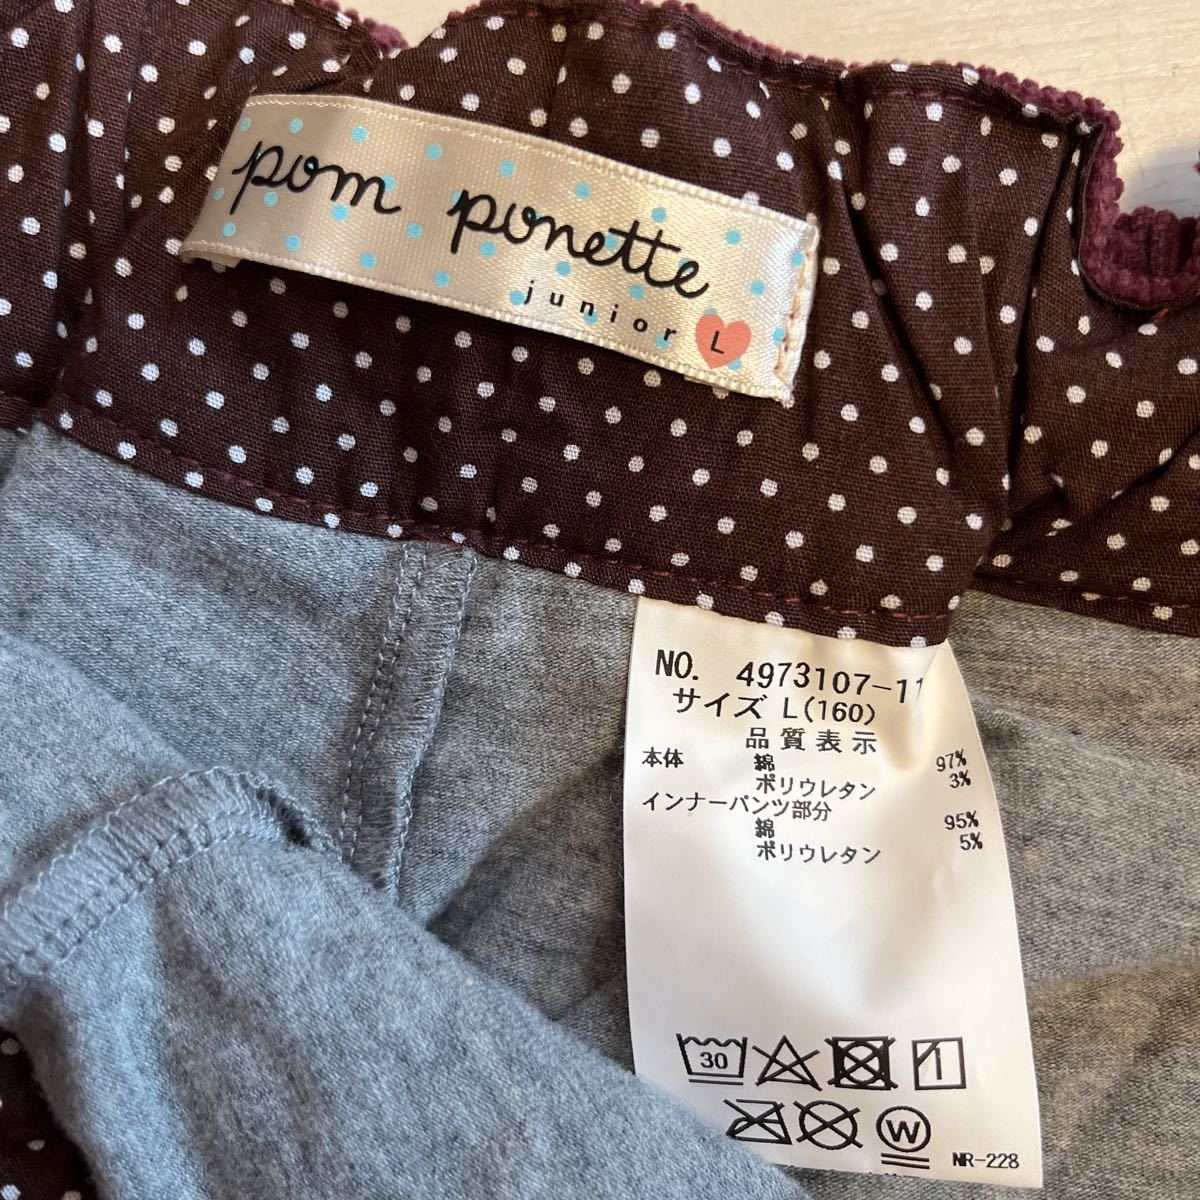 pom ponette
junior L
NO. 4973107-11
サイズ L(160)
品質表示
本体 綿 97%
ポリウレタン 3%
インナーパンツ部分
綿 95%
ポリウレタン 5%
30
W
NR-228